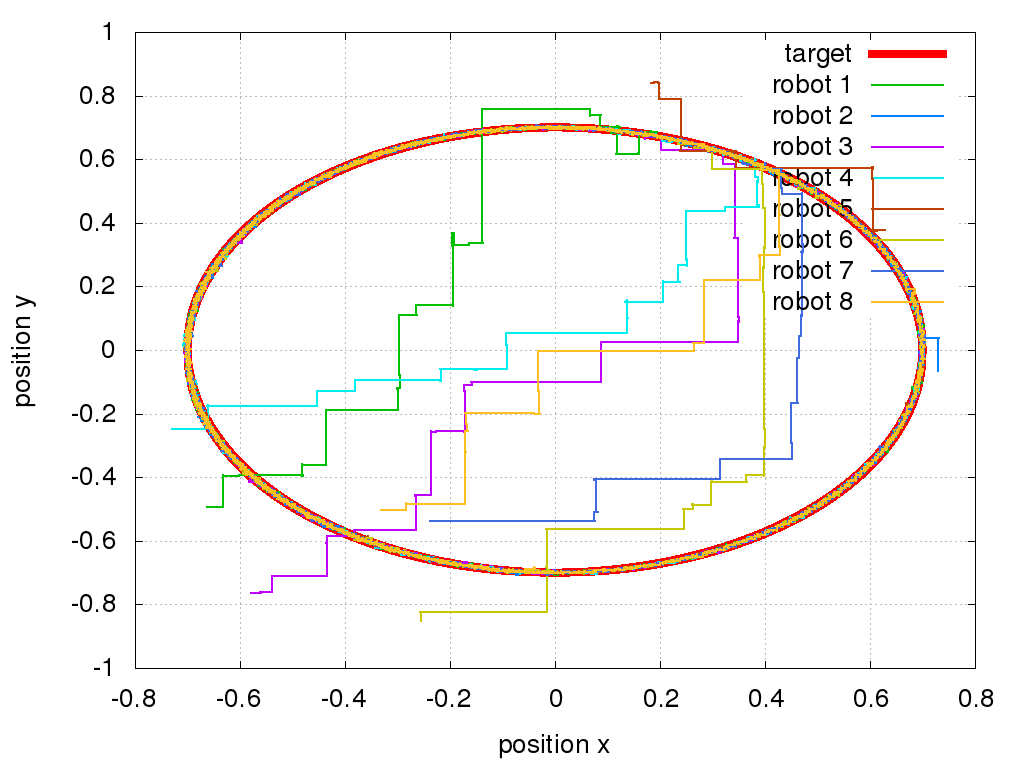 1
0.8
0.6
0.4
0.2
0
-0.2
-0.4
-0.6
-0.8
-1
position y
target
robot 1
robot 2
robot 3
robot 4
robot 5
robot 6
robot 7
robot 8
-0.8 -0.6 -0.4 -0.2 0 0.2 0.4 0.6 0.8
position x